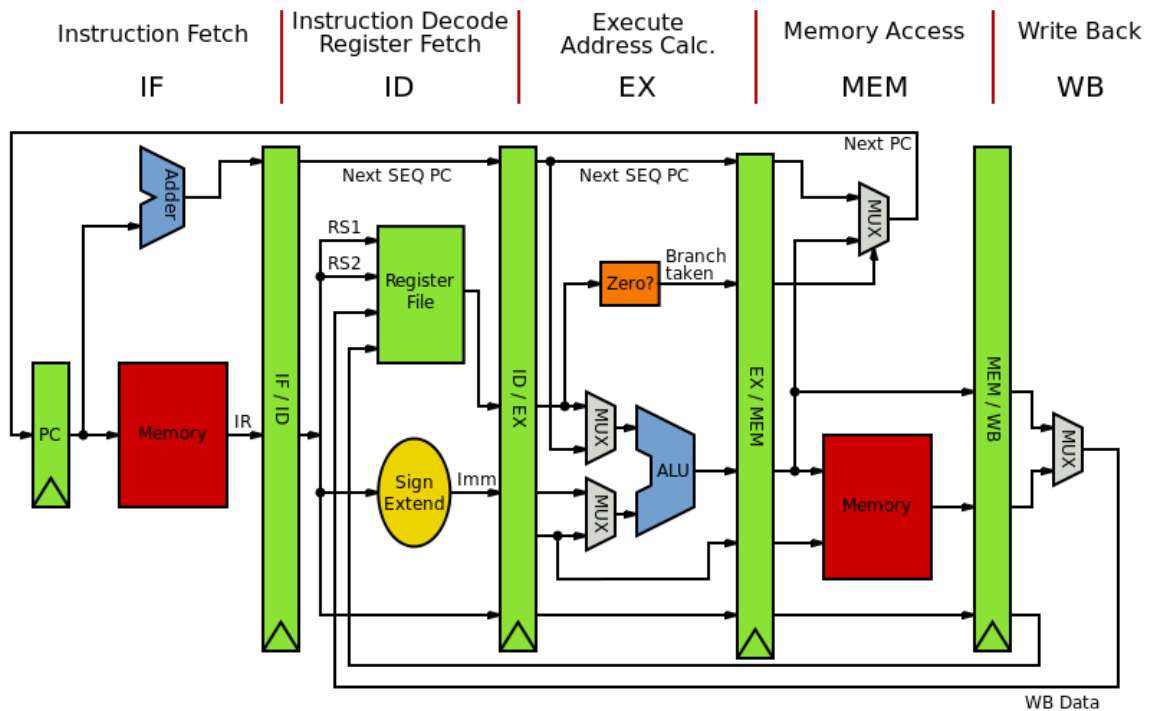 Instruction Fetch
Instruction Decode
Register Fetch
Execute
Address Calc.
Memory Access
Write Back
IF
ID
EX
MEM
WB
Next PC
Adder
Next SEQ PC
Next SEQ PC
MUX
RS1
RS2
Register
File
Zero?
Branch
taken
PC
Memory
IR
IF / ID
ID / EX
EX / MEM
MEM / WB
MUX
MUX
ALU
MUX
Sign
Extend
Imm
MUX
Memory
WB Data